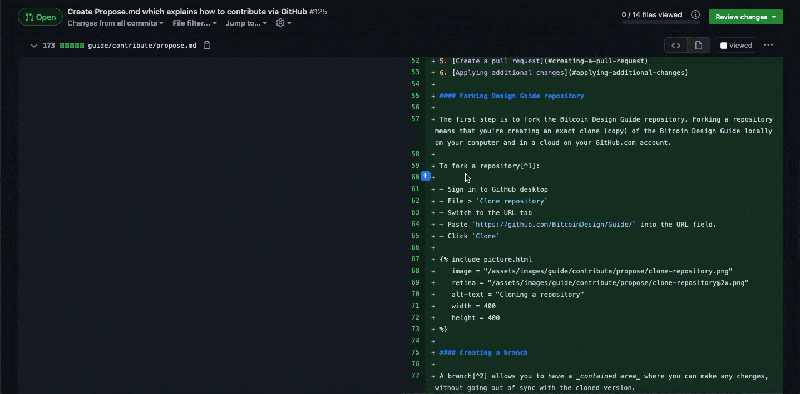 Open
Create Propose.md which explains how to contribute via GitHub #125
Changes from all commits File filter... Jump to...
0 / 14 files viewed
Review changes
173 guide/contribute/propose.md
Viewed
52 + 5. [Create a pull request](#creating-a-pull-request)
53 + 6. [Applying additional changes](#applying-additional-changes)
54 +
55 + #### Forking Design Guide repository
56 +
57 + The first step is to fork the Bitcoin Design Guide repository. Forking a repository
means that you're creating an exact clone (copy) of the Bitcoin Design Guide locally
on your computer and in a cloud on your GitHub.com account.
58 +
59 + To fork a repository[^1]:
60 +
61 + - Sign in to GitHub desktop
62 + - File > `Clone repository`
63 + - Switch to the URL tab
64 + - Paste `https://github.com/BitcoinDesign/Guide/` into the URL field.
65 + - Click `Clone`
66 +
67 + {% include picture.html
68 + image = "/assets/images/guide/contribute/propose/clone-repository.png"
69 + retina = "/assets/images/guide/contribute/propose/clone-repository@2x.png"
70 + alt-text = "Cloning a repository"
71 + width = 400
72 + height = 400
73 + %}
74 +
75 + #### Creating a branch
76 +
77 + A branch[^2] allows you to have a _contained area_ where you can make any changes,
without going out of sync with the cloned version.